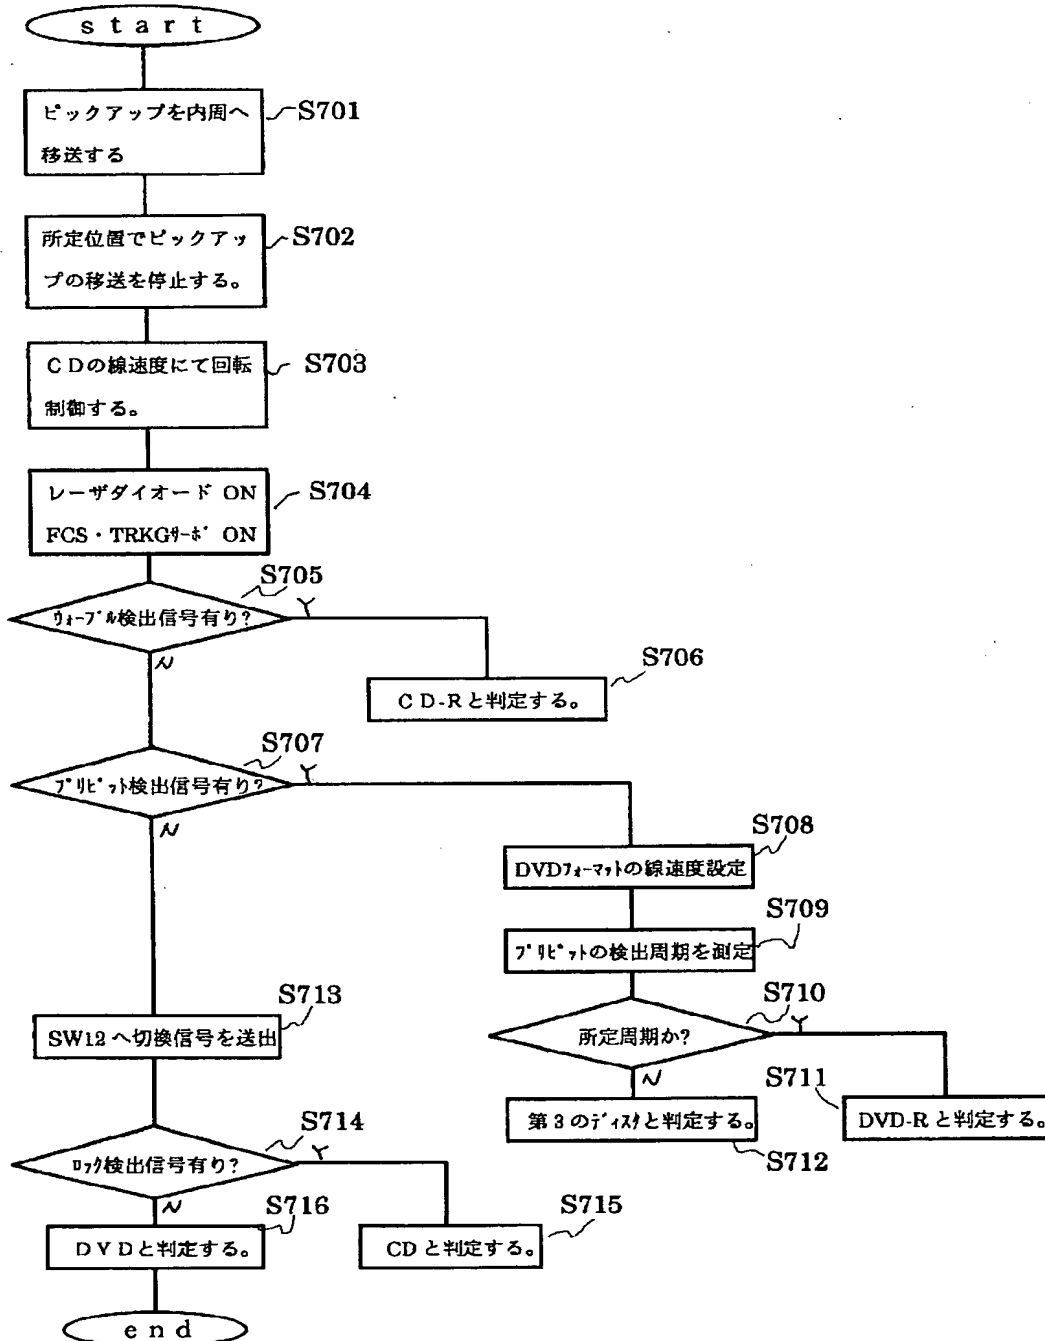 start
ピックアップを内周へ
移送する
S701
所定位置でピックアッ
プの移送を停止する。
S702
CDの線速度にて回転
制御する。
S703
レーザダイオード ON
FCS・TRKGｻｰﾎﾞ ON
S704
S705
ｳｫｰﾌﾞﾙ検出信号有り?
Y
N
S706
CD-Rと判定する。
S707
ﾌﾟﾘﾋﾟｯﾄ検出信号有り?
Y
N
S708
DVDﾌｫｰﾏｯﾄの線速度設定
S709
ﾌﾟﾘﾋﾟｯﾄの検出周期を測定
S710
所定周期か?
Y
N
S711
DVD-Rと判定する。
第3のﾃﾞｨｽｸと判定する。
S712
S713
SW12へ切換信号を送出
S714
ﾛｯｸ検出信号有り?
Y
N
S715
CDと判定する。
S716
DVDと判定する。
end